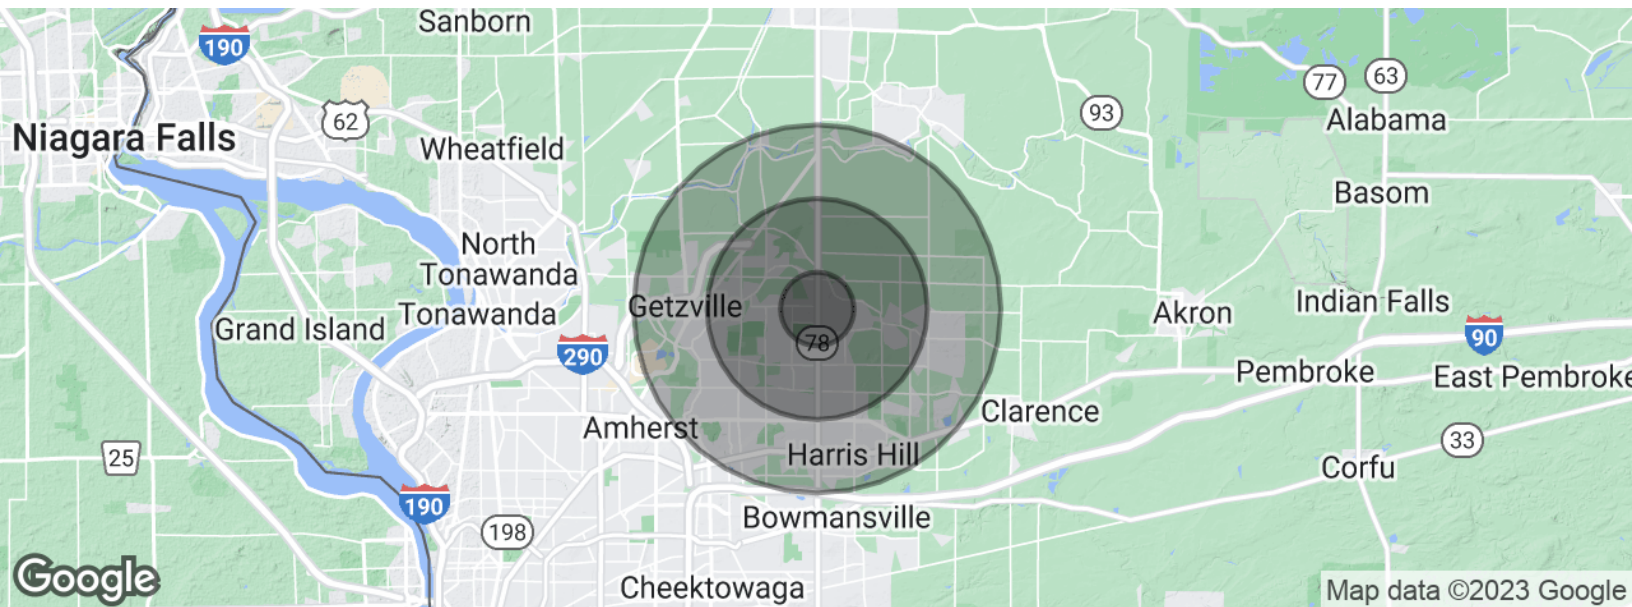 Sanborn
190
77
63
62
93
Alabama
Niagara Falls
Wheatfield
Basom
North
Tonawanda
Getzville
Indian Falls
Tonawanda
Akron
Grand Island
78
90
290
Pembroke
East Pembroke
Clarence
Amherst
33
25
Harris Hill
Corfu
190
Bowmansville
198
Google
Cheektowaga
Map data ©2023 Google